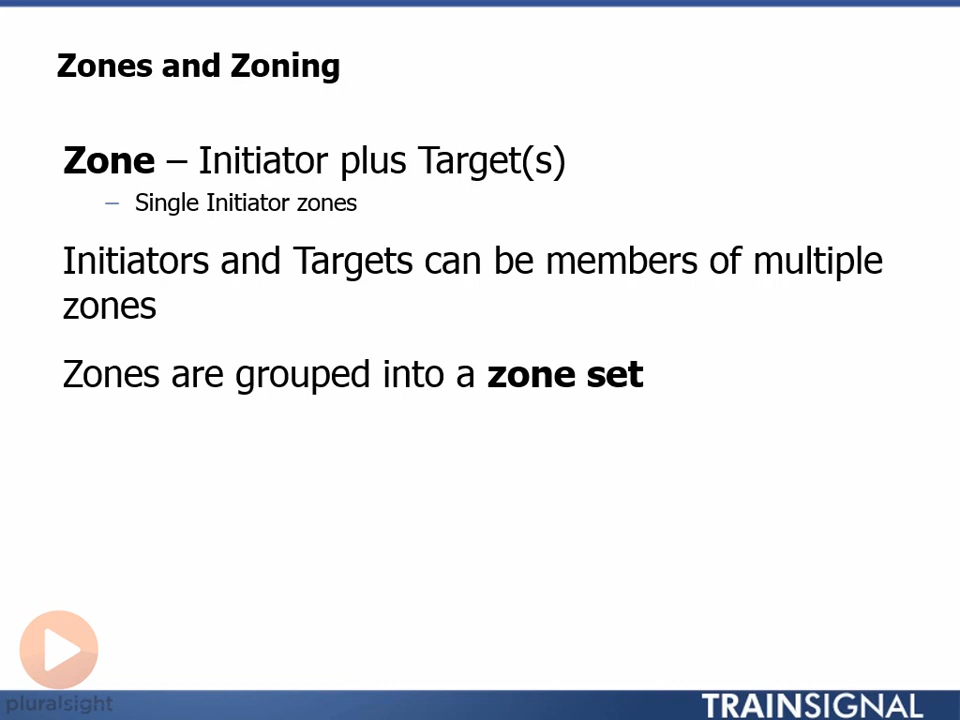 Zones and Zoning
Zone – Initiator plus Target(s)
– Single Initiator zones
Initiators and Targets can be members of multiple
zones
Zones are grouped into a zone set
pluralsight
TRAINSIGNAL